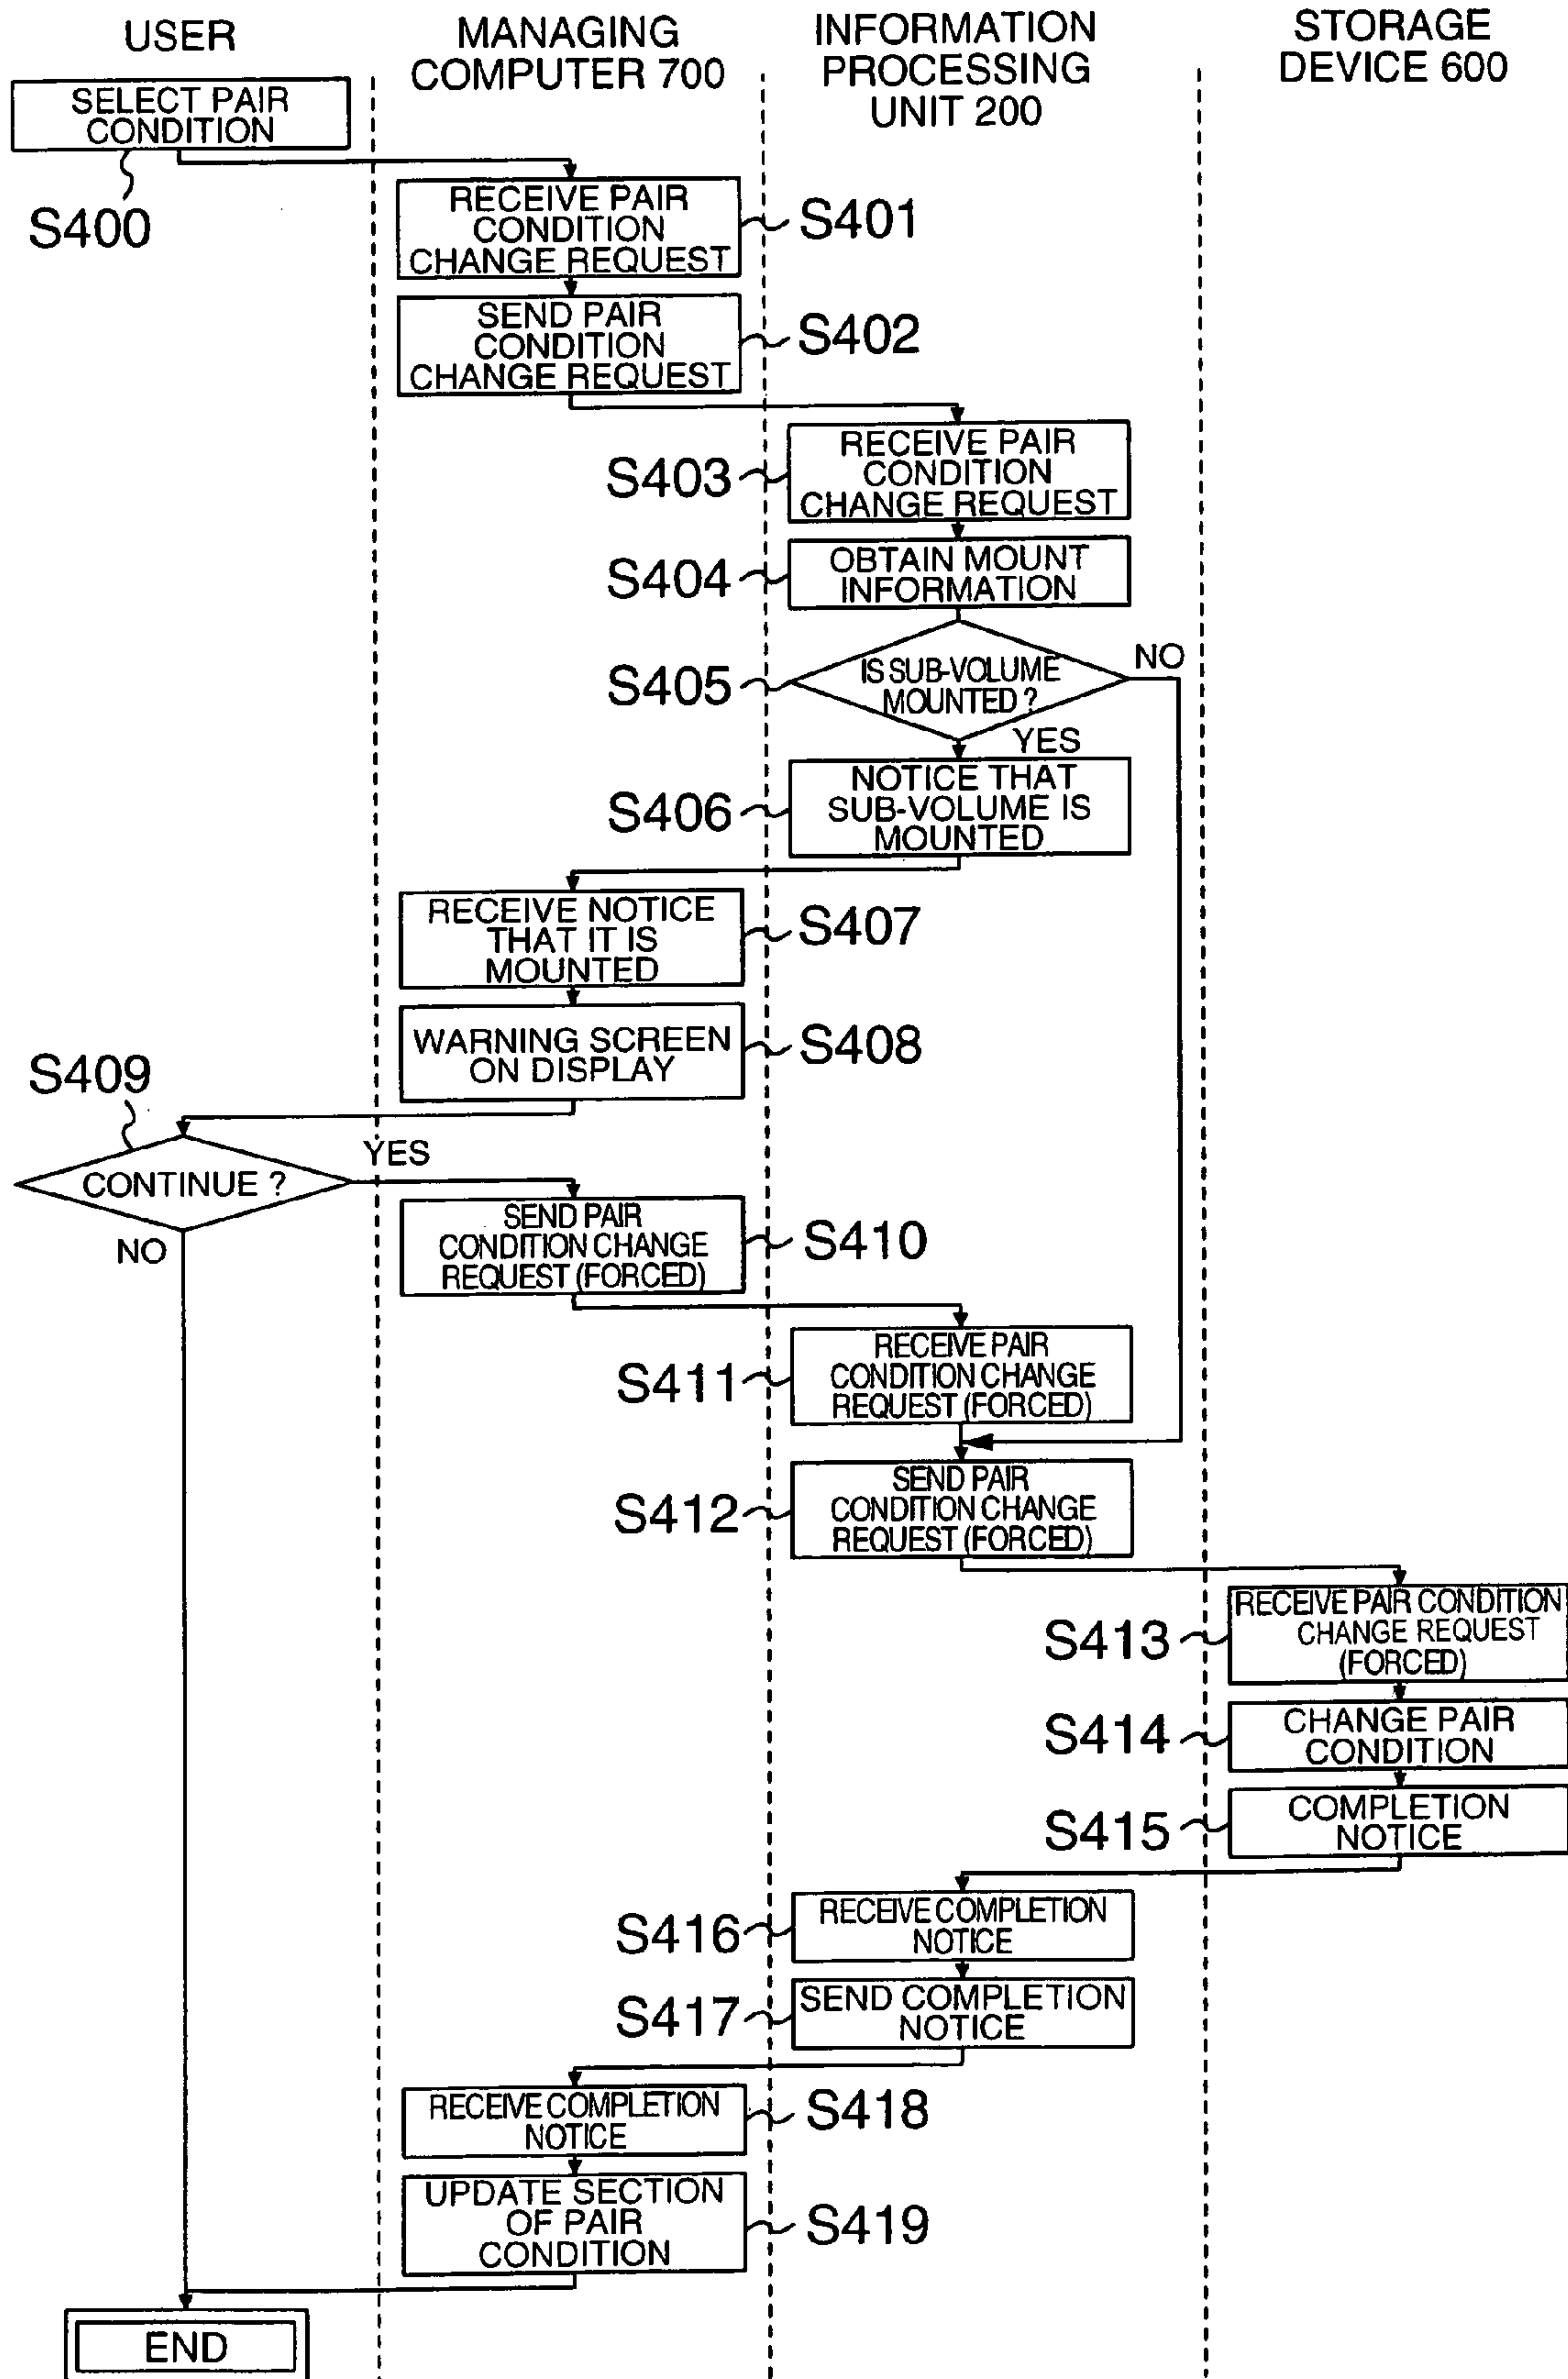 USER
MANAGING
COMPUTER 700
INFORMATION
PROCESSING
UNIT 200
STORAGE
DEVICE 600
SELECT PAIR
CONDITION
S400
RECEIVE PAIR
CONDITION
CHANGE REQUEST
S401
SEND PAIR
CONDITION
CHANGE REQUEST
S402
S403
RECEIVE PAIR
CONDITION
CHANGE REQUEST
S404
OBTAIN MOUNT
INFORMATION
S405
IS SUB-VOLUME
MOUNTED ?
NO
YES
S406
NOTICE THAT
SUB-VOLUME IS
MOUNTED
RECEIVE NOTICE
THAT IT IS
MOUNTED
S407
WARNING SCREEN
ON DISPLAY
S408
S409
CONTINUE ?
YES
NO
SEND PAIR
CONDITION CHANGE
REQUEST (FORCED)
S410
S411
RECEIVE PAIR
CONDITION CHANGE
REQUEST (FORCED)
S412
SEND PAIR
CONDITION CHANGE
REQUEST (FORCED)
S413
RECEIVE PAIR CONDITION
CHANGE REQUEST
(FORCED)
S414
CHANGE PAIR
CONDITION
S415
COMPLETION
NOTICE
S416
RECEIVE COMPLETION
NOTICE
S417
SEND COMPLETION
NOTICE
RECEIVE COMPLETION
NOTICE
S418
UPDATE SECTION
OF PAIR
CONDITION
S419
END